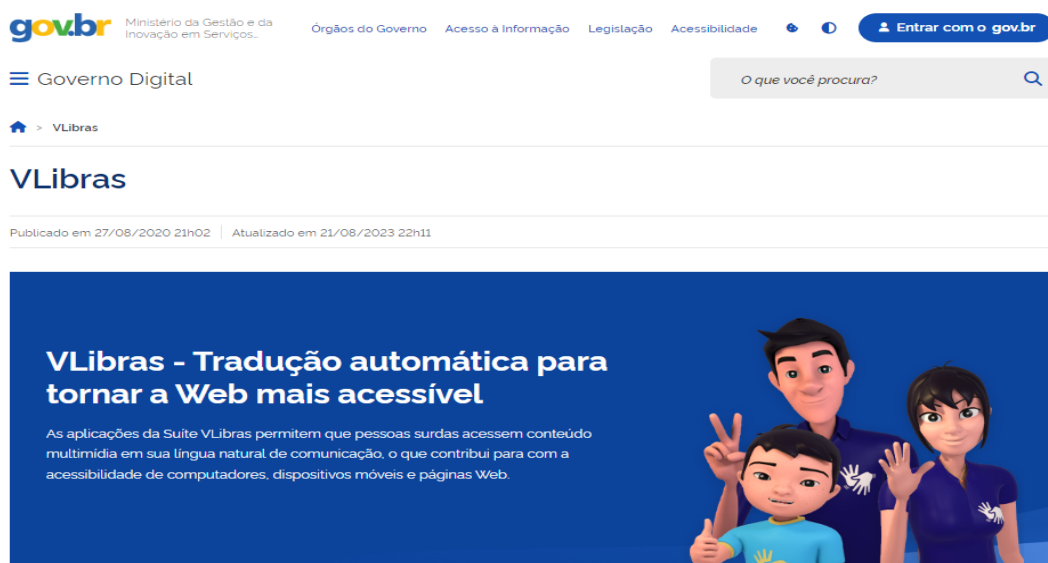 gov.br
Ministério da Gestão e da
Inovação em Serviços...
Órgãos do Governo Acesso à Informação Legislação Acessibilidade
Entrar com o gov.br
Governo Digital
O que você procura?
> VLibras
VLibras
Publicado em 27/08/2020 21h02 | Atualizado em 21/08/2023 22h11
VLibras - Tradução automática para
tornar a Web mais acessível
As aplicações da Suíte VLibras permitem que pessoas surdas acessem conteúdo
multimídia em sua língua natural de comunicação, o que contribui para com a
acessibilidade de computadores, dispositivos móveis e páginas Web.